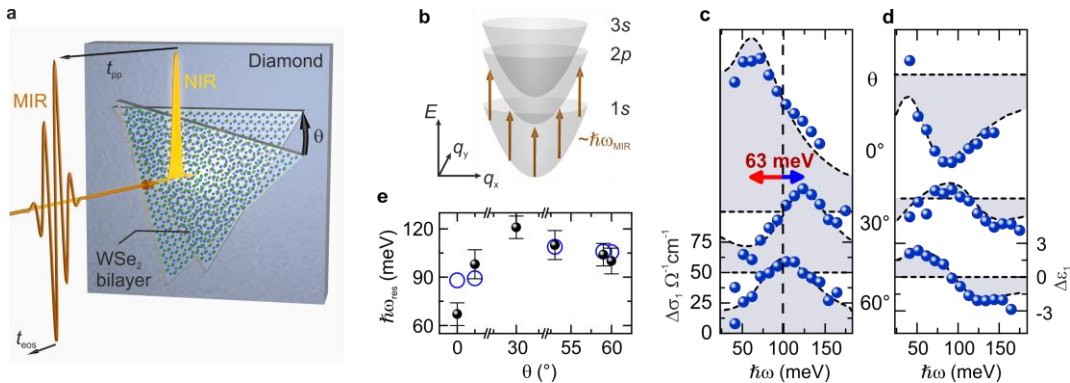 a
Diamond
t_pp
NIR
MIR
θ
WSe₂
bilayer
t_eos
b
3s
2p
1s
E
q_y
q_x
~ħω_MIR
e
ħω_res (meV)
120
90
60
0
30
55
60
θ (°)
c
63 meV
Δσ₁ Ω⁻¹cm⁻¹
75
50
25
0
50
100
150
ħω (meV)
d
θ
0°
30°
60°
3
0
-3
Δε₁
50
100
150
ħω (meV)